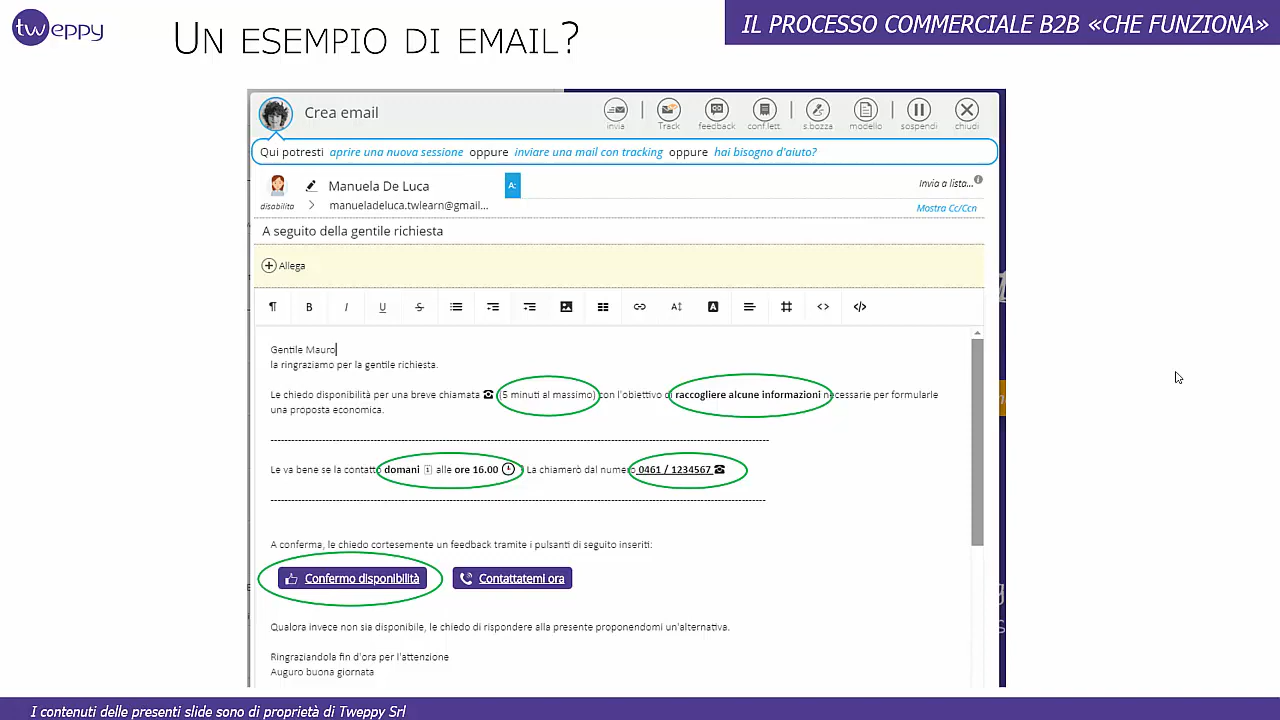 tweppy
UN ESEMPIO DI EMAIL?
IL PROCESSO COMMERCIALE B2B «CHE FUNZIONA»
Crea email
invia Track feedback conf.lett. s.bozza modello sospendi chiudi
Qui potresti aprire una nuova sessione oppure inviare una mail con tracking oppure hai bisogno d'aiuto?
Manuela De Luca
A:
Invia a lista...
disabilita
manueladeluca.twlearn@gmail...
Mostra Cc/Ccn
A seguito della gentile richiesta
Allega
Gentile Mauro
la ringraziamo per la gentile richiesta.
Le chiedo disponibilità per una breve chiamata ☎ (5 minuti al massimo) con l'obiettivo di raccogliere alcune informazioni necessarie per formularle
una proposta economica.
Le va bene se la contatto domani alle ore 16.00 ? La chiamerò dal numero 0461 / 1234567 ☎
A conferma, le chiedo cortesemente un feedback tramite i pulsanti di seguito inseriti:
Confermo disponibilità
Contattatemi ora
Qualora invece non sia disponibile, le chiedo di rispondere alla presente proponendomi un'alternativa.
Ringraziandola fin d'ora per l'attenzione
Auguro buona giornata
I contenuti delle presenti slide sono di proprietà di Tweppy Srl